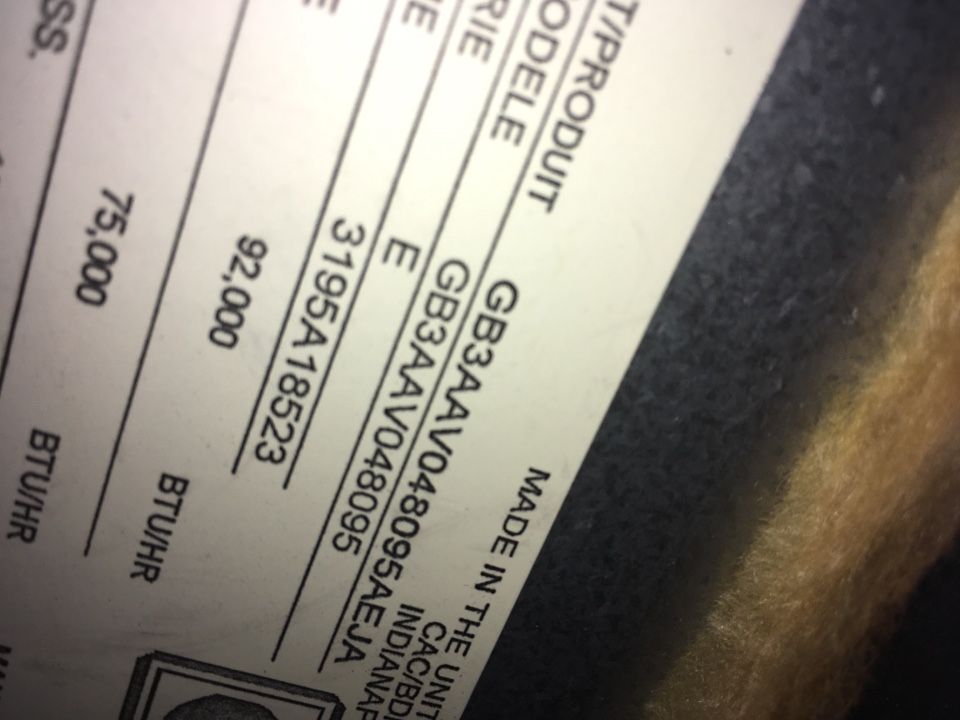 T/PRODUIT GB3AAV048095AEJA
ODELE GB3AAV048095
RIE E
3195A18523
92,000 BTU/HR
75,000 BTU/HR
SS.
MADE IN THE UNIT
CAC/BD
INDIANAP